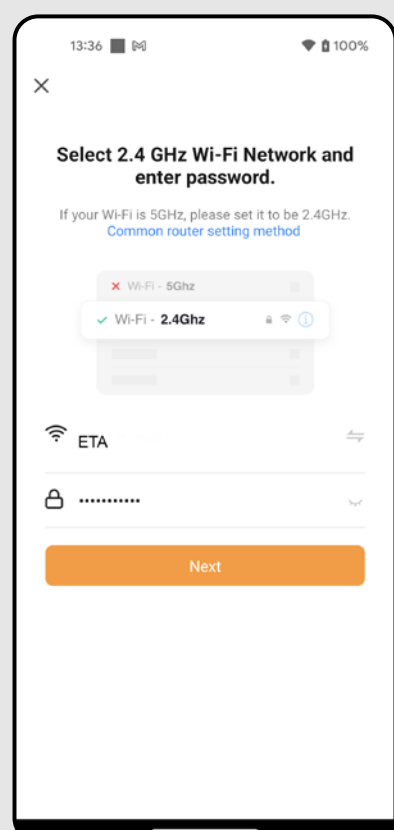 13:36 100%
Select 2.4 GHz Wi-Fi Network and
enter password.
If your Wi-Fi is 5GHz, please set it to be 2.4GHz.
Common router setting method
Wi-Fi - 5Ghz
Wi-Fi - 2.4Ghz
ETA
•••••••••••
Next